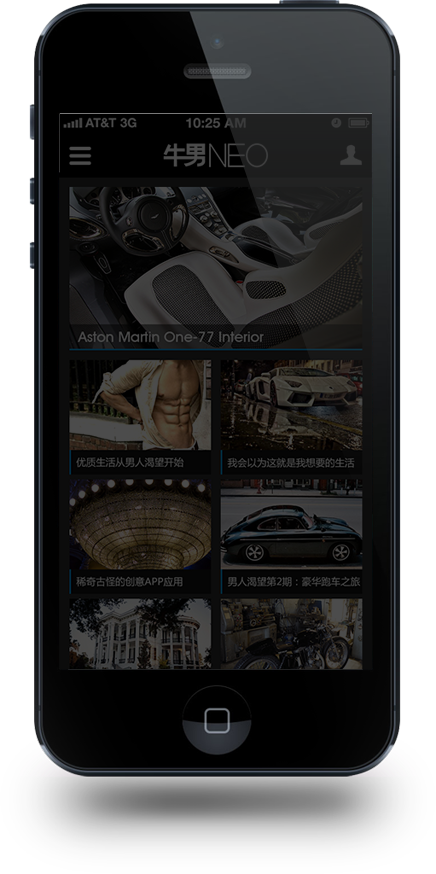 AT&T 3G 10:25 AM
牛男NEO
Aston Martin One-77 Interior
优质生活从男人渴望开始
我会以为这就是我想要的生活
稀奇古怪的创意APP应用
男人渴望第2期：豪华跑车之旅